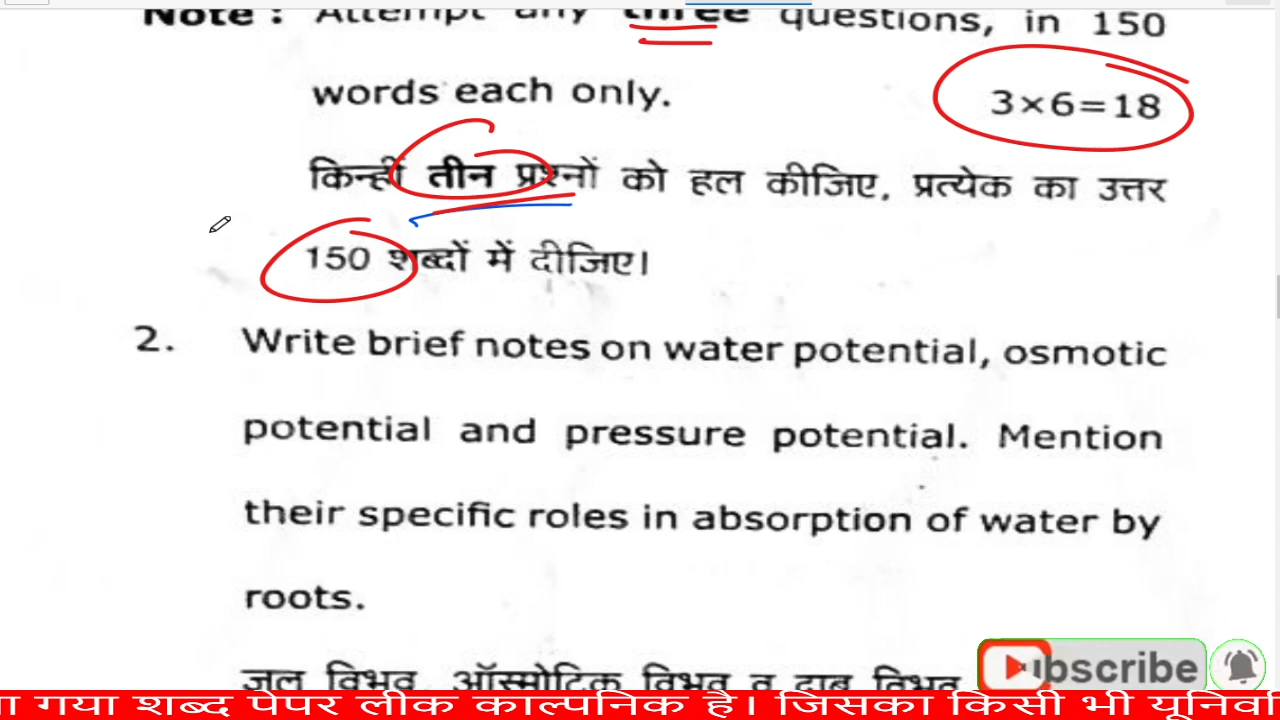 Note : Attempt any three questions, in 150
words each only. 3×6=18
किन्हीं तीन प्रश्नों को हल कीजिए, प्रत्येक का उत्तर
150 शब्दों में दीजिए।
2. Write brief notes on water potential, osmotic
potential and pressure potential. Mention
their specific roles in absorption of water by
roots.
जल विभव, ऑस्मोटिक विभव व दाब विभव
ubscribe
गया शब्द पेपर लीक काल्पनिक है। जिसका किसी भी